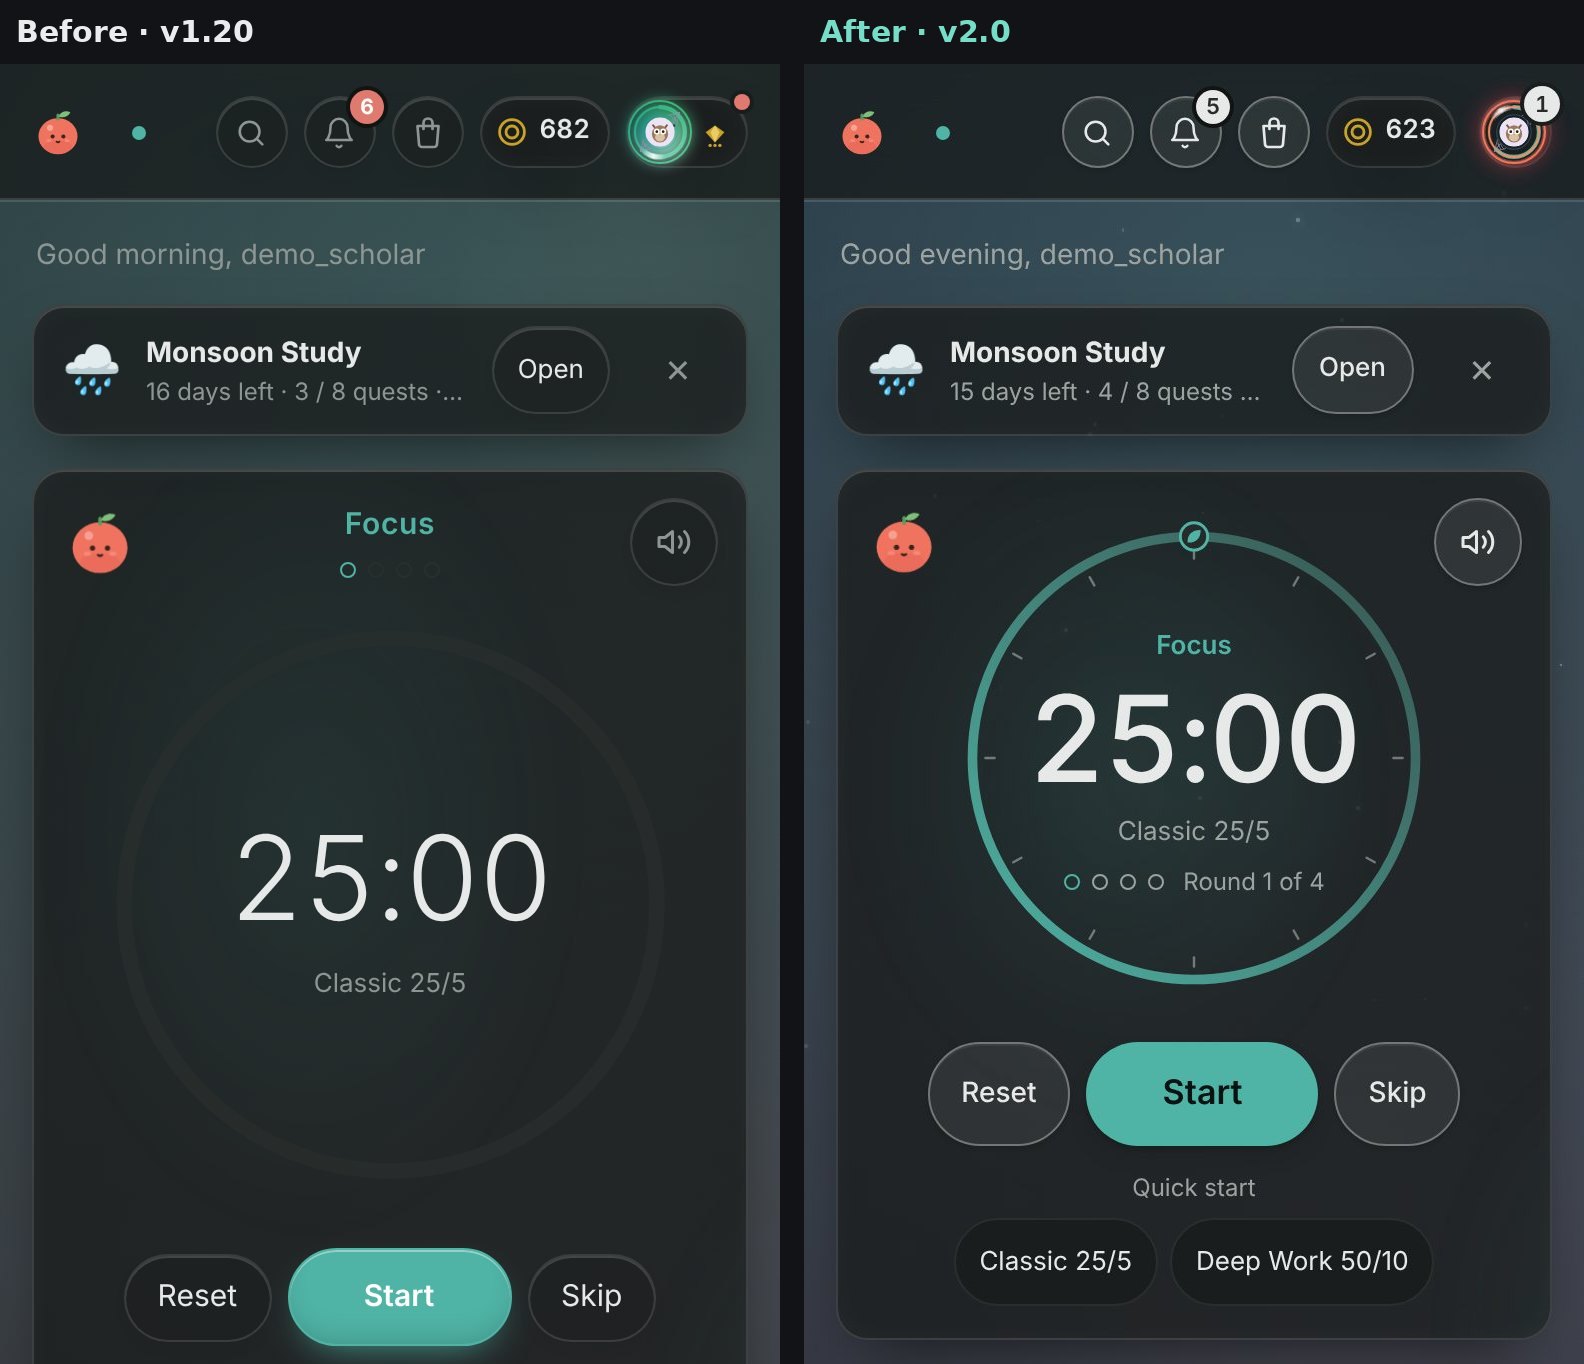 Before · v1.20
6
682
Good morning, demo_scholar
Monsoon Study
16 days left · 3 / 8 quests ·...
Open
Focus
25:00
Classic 25/5
Reset
Start
Skip
After · v2.0
5
623
1
Good evening, demo_scholar
Monsoon Study
15 days left · 4 / 8 quests ...
Open
Focus
25:00
Classic 25/5
Round 1 of 4
Reset
Start
Skip
Quick start
Classic 25/5
Deep Work 50/10